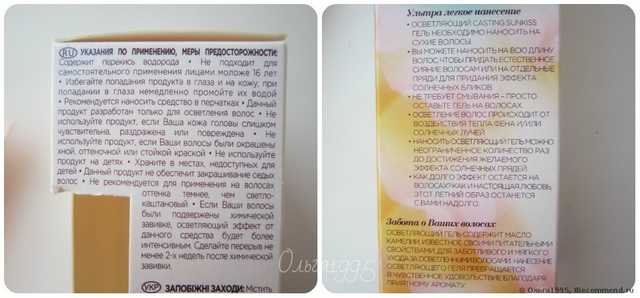 RU УКАЗАНИЯ ПО ПРИМЕНЕНИЮ, МЕРЫ ПРЕДОСТОРОЖНОСТИ:
Содержит перекись водорода • Не подходит для
самостоятельного применения лицами моложе 16 лет
• Избегайте попадания продукта в глаза и на кожу, при
попадании в глаза немедленно промойте их водой
• Рекомендуется наносить средство в перчатках • Данный
продукт разработан только для осветления волос • Не
используйте продукт, если Ваша кожа головы слишком
чувствительна, раздражена или повреждена • Не
используйте продукт, если Ваши волосы были окрашены
хной, оттеночной или стойкой краской • Не используйте
продукт на детях • Храните в местах, недоступных для
детей • Данный продукт не обеспечит закрашивание седых
волос • Не рекомендуется для применения на волосах
оттенка темнее, чем светло-
каштановый • Если Ваши волосы
были подвержены химической
завивке, осветляющий эффект от
данного средства будет более
интенсивным. Сделайте перерыв не
менее 2-х недель после химической
завивки.
УКР ЗАПОБІЖНІ ЗАХОДИ: Містить
Ольга1995
Ультра легкое нанесение
• ОСВЕТЛЯЮЩИЙ CASTING SUNKISS
ГЕЛЬ НЕОБХОДИМО НАНОСИТЬ НА
СУХИЕ ВОЛОСЫ.
• ВЫ МОЖЕТЕ НАНОСИТЬ НА ВСЮ ДЛИНУ
ВОЛОС, ЧТОБЫ ПРИДАТЬ ЕСТЕСТВЕННОЕ
СИЯНИЕ ВОЛОСАМ ИЛИ НА ОТДЕЛЬНЫЕ
ПРЯДИ ДЛЯ ПРИДАНИЯ ЭФФЕКТА
СОЛНЕЧНЫХ БЛИКОВ.
• НЕ ТРЕБУЕТ СМЫВАНИЯ – ПРОСТО
ОСТАВЬТЕ ГЕЛЬ НА ВОЛОСАХ.
• ОСВЕТЛЕНИЕ ВОЛОС ПРОИСХОДИТ ОТ
ВОЗДЕЙСТВИЯ ТЕПЛА ФЕНА И/ИЛИ
СОЛНЕЧНЫХ ЛУЧЕЙ.
• НАНОСИТЬ ОСВЕТЛЯЮЩИЙ ГЕЛЬ МОЖНО
НЕОГРАНИЧЕННОЕ КОЛИЧЕСТВО РАЗ
ДО ДОСТИЖЕНИЯ ЖЕЛАЕМОГО
ЭФФЕКТА СОЛНЕЧНЫХ ПРЯДЕЙ.
• КАК ДОЛГО ЭФФЕКТ ОСТАЕТСЯ НА
ВОЛОСАХ? КАК И НАСТОЯЩАЯ ЛЮБОВЬ,
ЭТОТ ЛЕТНИЙ ОБРАЗ ОСТАНЕТСЯ
С ВАМИ НАДОЛГО.
Забота о Ваших волосах
ОСВЕТЛЯЮЩИЙ ГЕЛЬ СОДЕРЖИТ МАСЛО
КАМЕЛИИ, ИЗВЕСТНОЕ СВОИМИ ПИТАТЕЛЬНЫМИ
СВОЙСТВАМИ, ДЛЯ ЗАБОТЛИВОГО И МЯГКОГО
УХОДА ЗА ОСВЕТЛЕННЫМИ ВОЛОСАМИ. НАНЕСЕНИЕ
ОСВЕТЛЯЮЩЕГО ГЕЛЯ ПРЕВРАЩАЕТСЯ
В ЧУВСТВЕННОЕ УДОВОЛЬСТВИЕ БЛАГОДАРЯ
ПРИЯТНОМУ АРОМАТУ.
© Ольга1995, iRecommend.ru